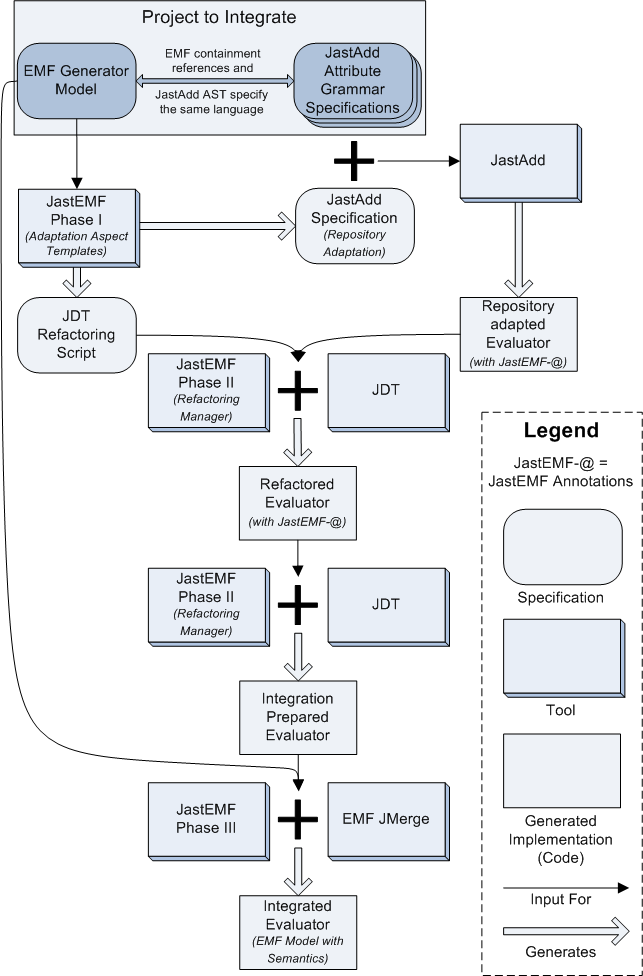 Project to Integrate
EMF Generator
Model
EMF containment
references and
JastAdd AST specify
the same language
JastAdd
Attribute
Grammar
Specifications
JastAdd
JastEMF
Phase I
(Adaptation Aspect
Templates)
JastAdd
Specification
(Repository
Adaptation)
JDT
Refactoring
Script
Repository
adapted
Evaluator
(with JastEMF-@)
JastEMF
Phase II
(Refactoring
Manager)
JDT
Refactored
Evaluator
(with JastEMF-@)
JastEMF
Phase II
(Refactoring
Manager)
JDT
Integration
Prepared
Evaluator
JastEMF
Phase III
EMF JMerge
Integrated
Evaluator
(EMF Model with
Semantics)
Legend
JastEMF-@ =
JastEMF Annotations
Specification
Tool
Generated
Implementation
(Code)
Input For
Generates